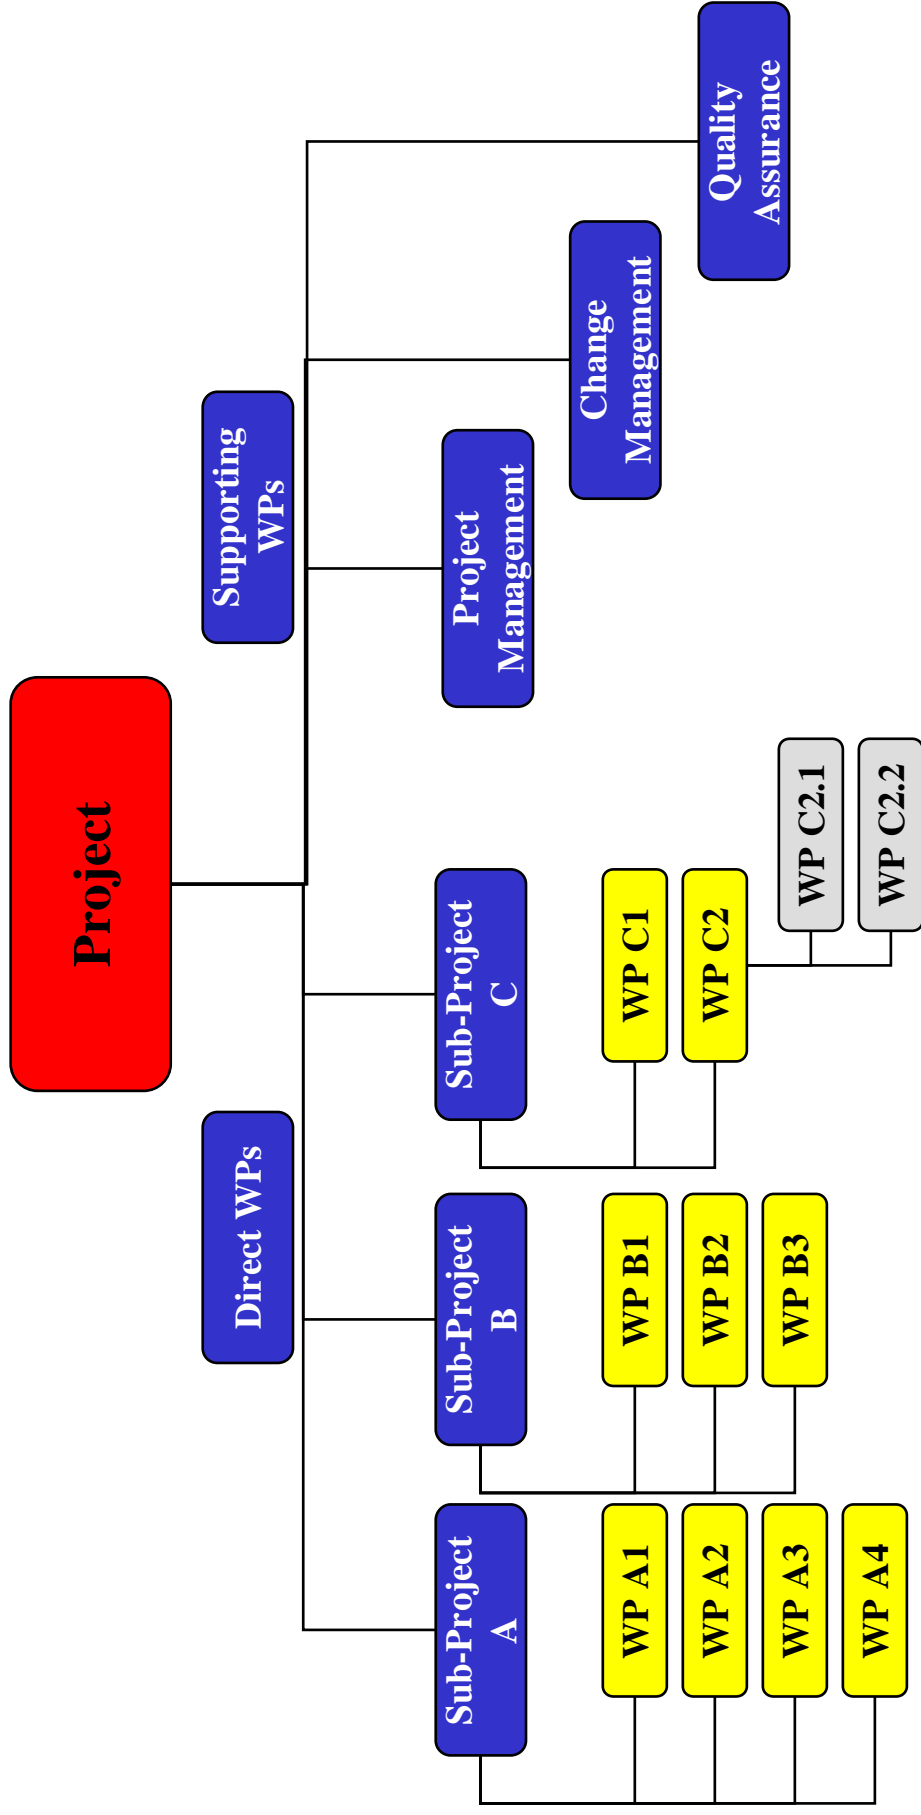 Project
Direct WPs
Supporting
WPs
Sub-Project
A
Sub-Project
B
Sub-Project
C
Project
Management
Change
Management
Quality
Assurance
WP A1
WP A2
WP A3
WP A4
WP B1
WP B2
WP B3
WP C1
WP C2
WP C2.1
WP C2.2